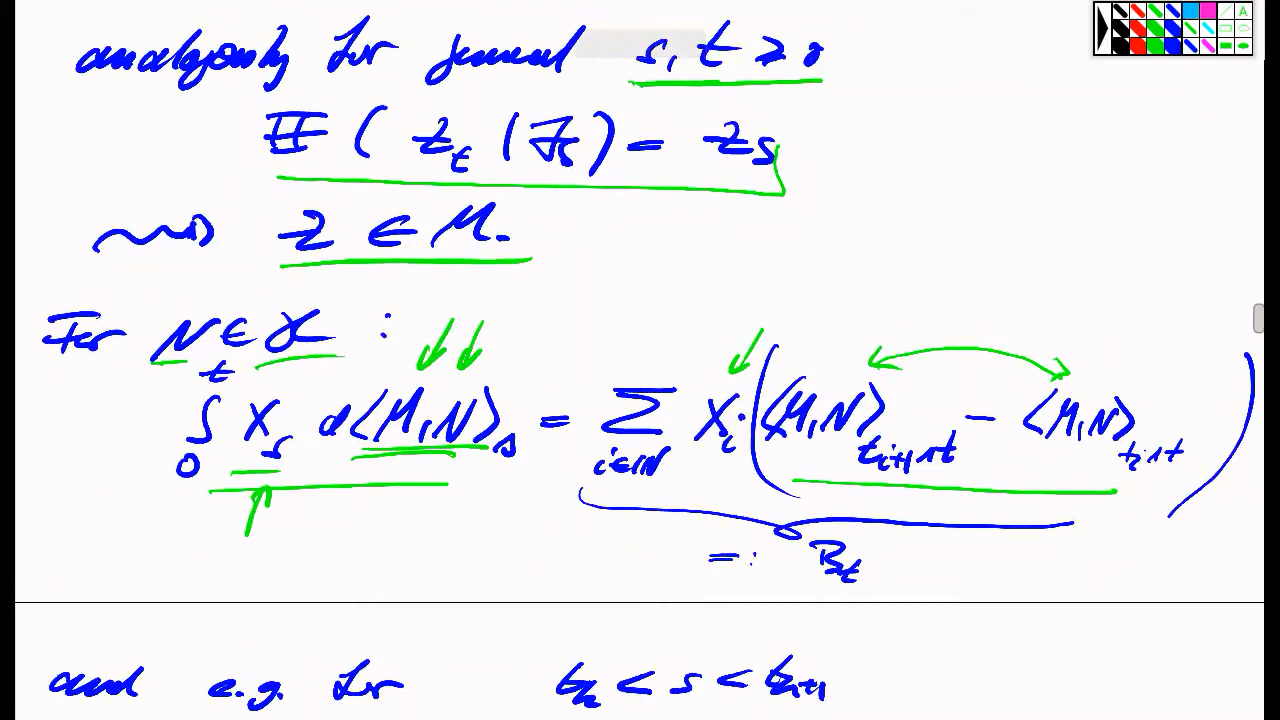 analogously for general s, t ≥ 0
𝔼 ( Z_t | ℱ_s ) = Z_s
⇝ Z ∈ ℳ.
For N ∈ ℋ :
∫_0^t X_s d⟨M,N⟩_s = ∑_{i∈ℕ} X_i · (⟨M,N⟩_{t_{i+1}∧t} − ⟨M,N⟩_{t_i∧t})
=: B_t
and e.g. for t_k < s < t_{k+1}